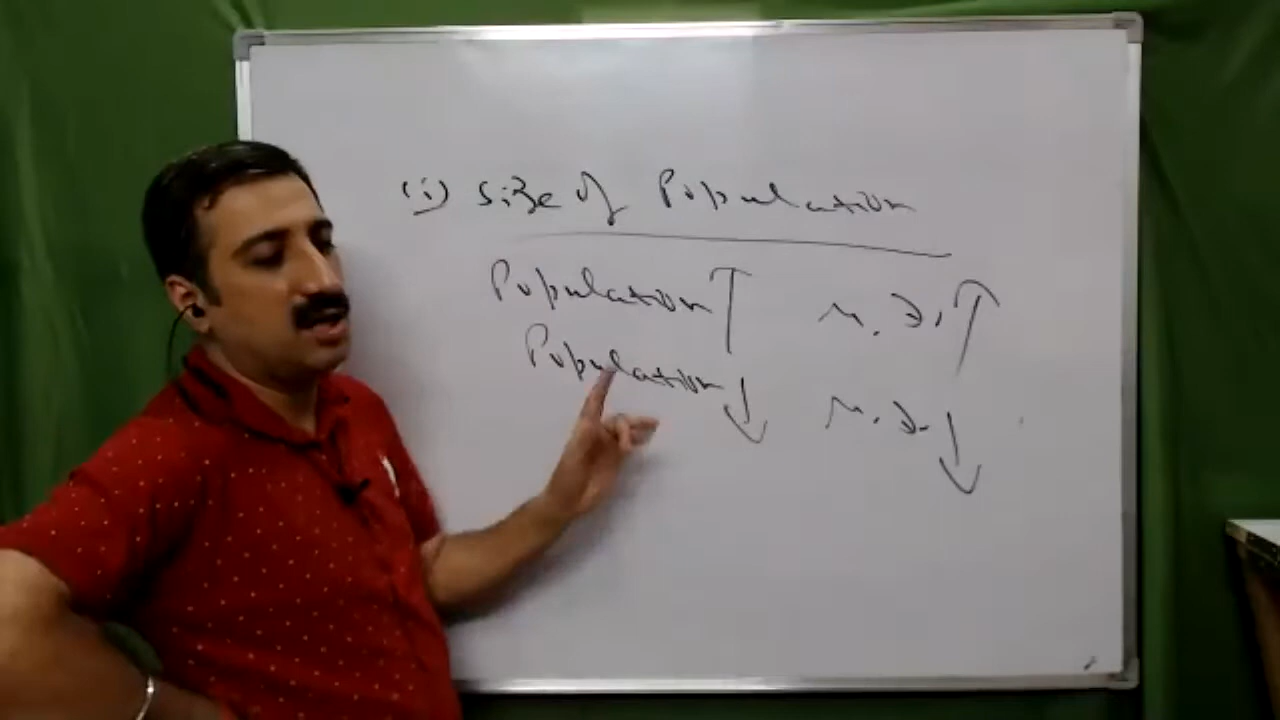 (i) Size of Population
Population ↑ M.D. ↑
Population ↓ M.D. ↓